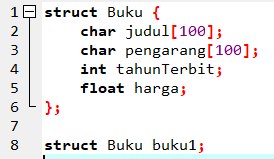 1 struct Buku {
2 char judul[100];
3 char pengarang[100];
4 int tahunTerbit;
5 float harga;
6 };
7
8 struct Buku buku1;